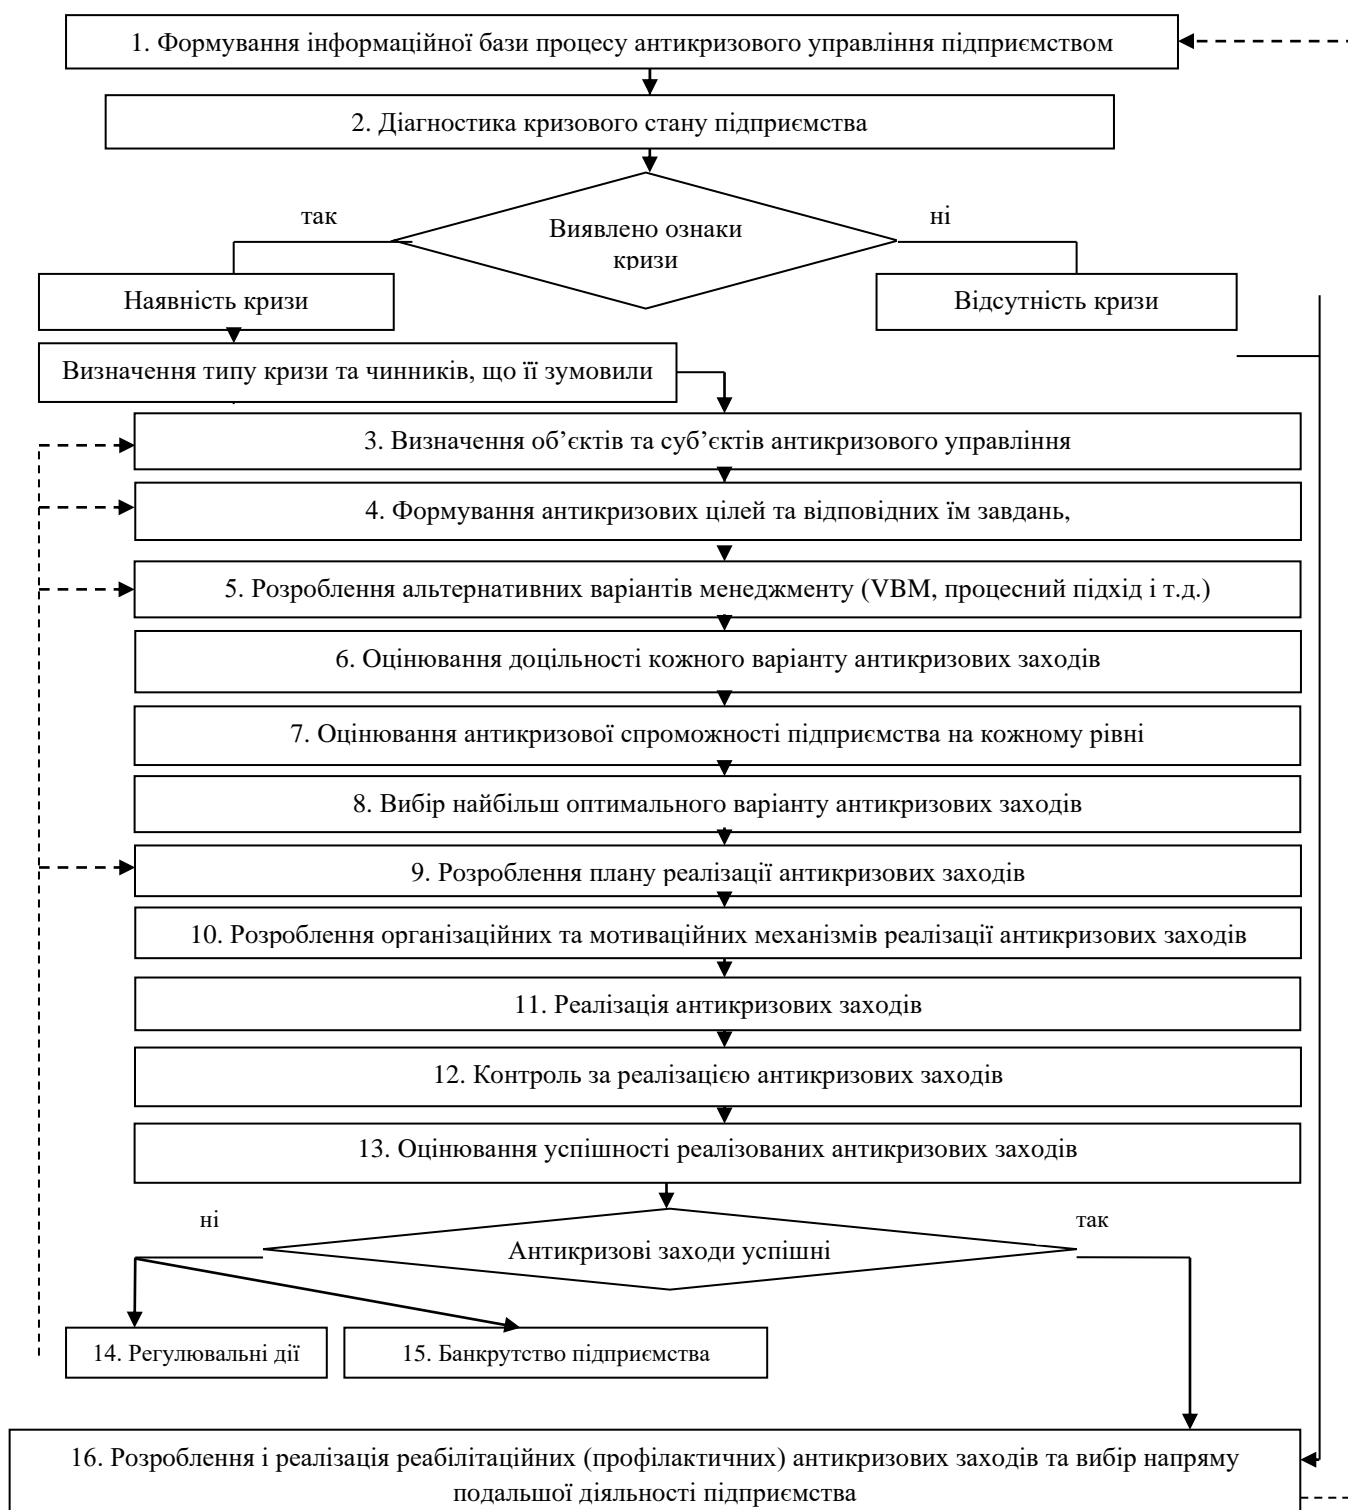 1. Формування інформаційної бази процесу антикризового управління підприємством
2. Діагностика кризового стану підприємства
так
ні
Виявлено ознаки
кризи
Наявність кризи
Відсутність кризи
Визначення типу кризи та чинників, що її зумовили
3. Визначення об’єктів та суб’єктів антикризового управління
4. Формування антикризових цілей та відповідних їм завдань,
5. Розроблення альтернативних варіантів менеджменту (VBM, процесний підхід і т.д.)
6. Оцінювання доцільності кожного варіанту антикризових заходів
7. Оцінювання антикризової спроможності підприємства на кожному рівні
8. Вибір найбільш оптимального варіанту антикризових заходів
9. Розроблення плану реалізації антикризових заходів
10. Розроблення організаційних та мотиваційних механізмів реалізації антикризових заходів
11. Реалізація антикризових заходів
12. Контроль за реалізацією антикризових заходів
13. Оцінювання успішності реалізованих антикризових заходів
ні
так
Антикризові заходи успішні
14. Регулювальні дії
15. Банкрутство підприємства
16. Розроблення і реалізація реабілітаційних (профілактичних) антикризових заходів та вибір напряму
подальшої діяльності підприємства